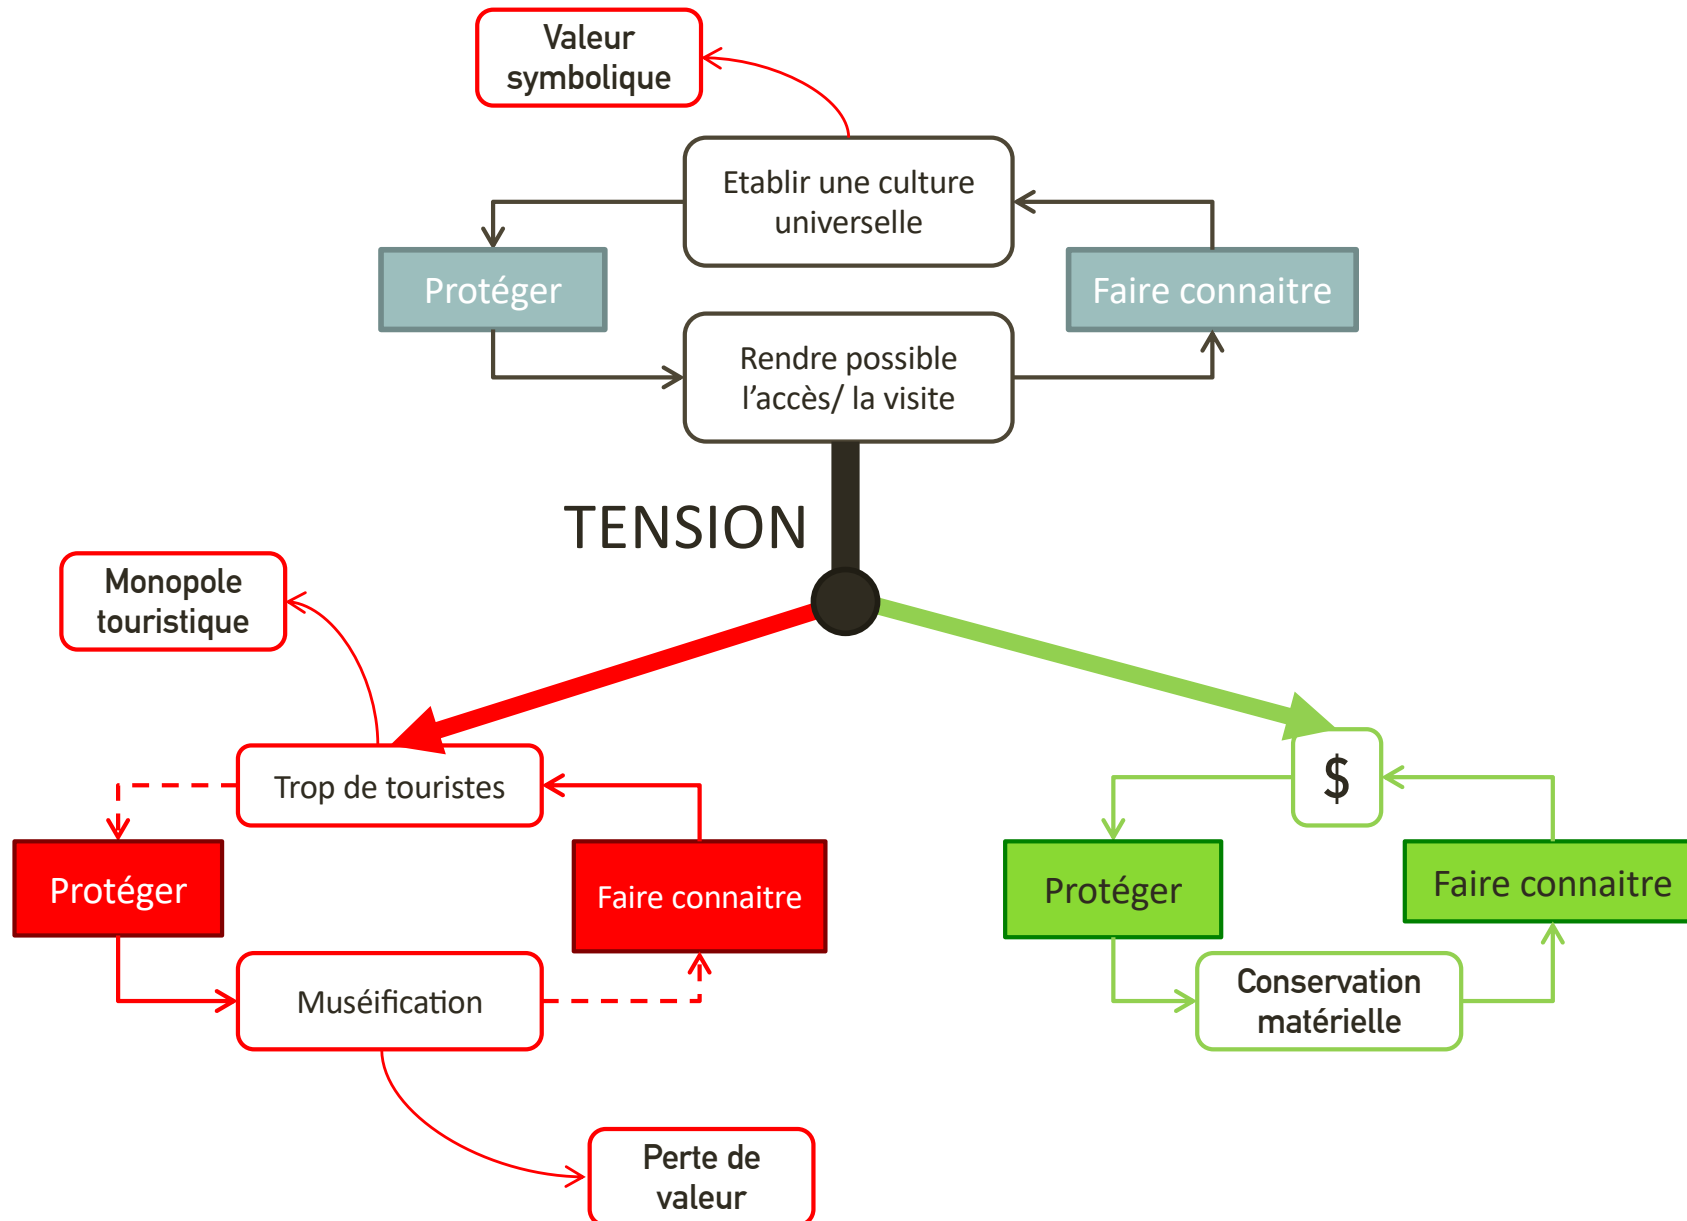 Valeur
symbolique
Etablir une culture
universelle
Protéger
Faire connaitre
Rendre possible
l’accès/ la visite
TENSION
Monopole
touristique
Trop de touristes
$
Protéger
Faire connaitre
Protéger
Faire connaitre
Muséification
Conservation
matérielle
Perte de
valeur